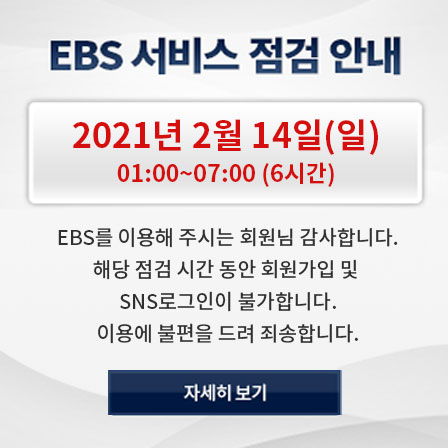 EBS 서비스 점검 안내
2021년 2월 14일(일)
01:00~07:00 (6시간)
EBS를 이용해 주시는 회원님 감사합니다.
해당 점검 시간 동안 회원가입 및
SNS로그인이 불가합니다.
이용에 불편을 드려 죄송합니다.
자세히 보기